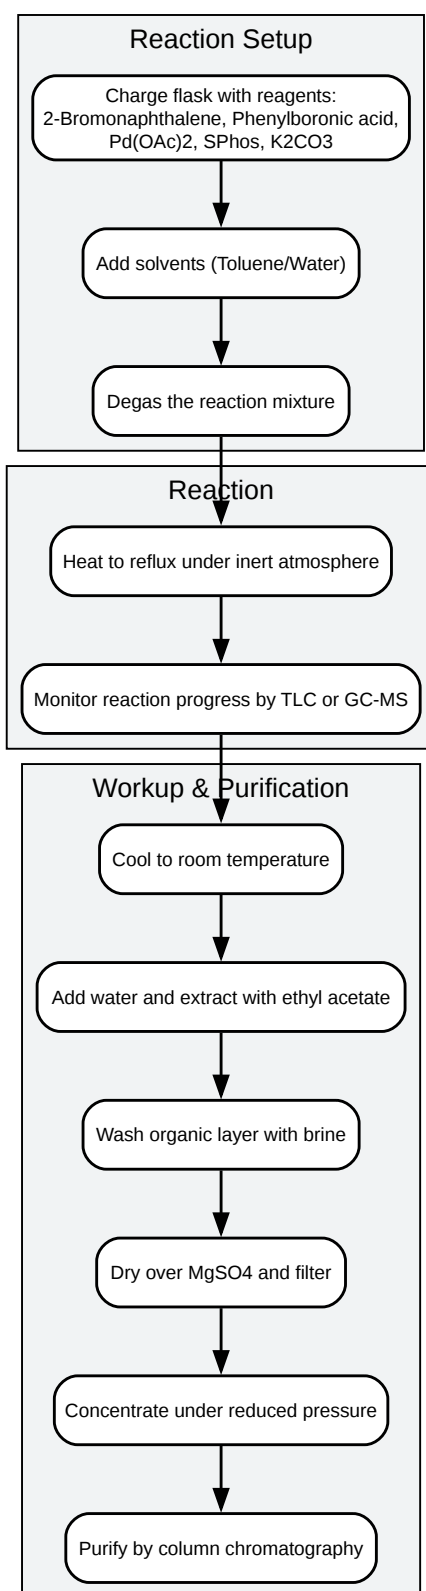 Reaction Setup
Charge flask with reagents:
2-Bromonaphthalene, Phenylboronic acid,
Pd(OAc)2, SPhos, K2CO3
Add solvents (Toluene/Water)
Degas the reaction mixture
Reaction
Heat to reflux under inert atmosphere
Monitor reaction progress by TLC or GC-MS
Workup & Purification
Cool to room temperature
Add water and extract with ethyl acetate
Wash organic layer with brine
Dry over MgSO4 and filter
Concentrate under reduced pressure
Purify by column chromatography